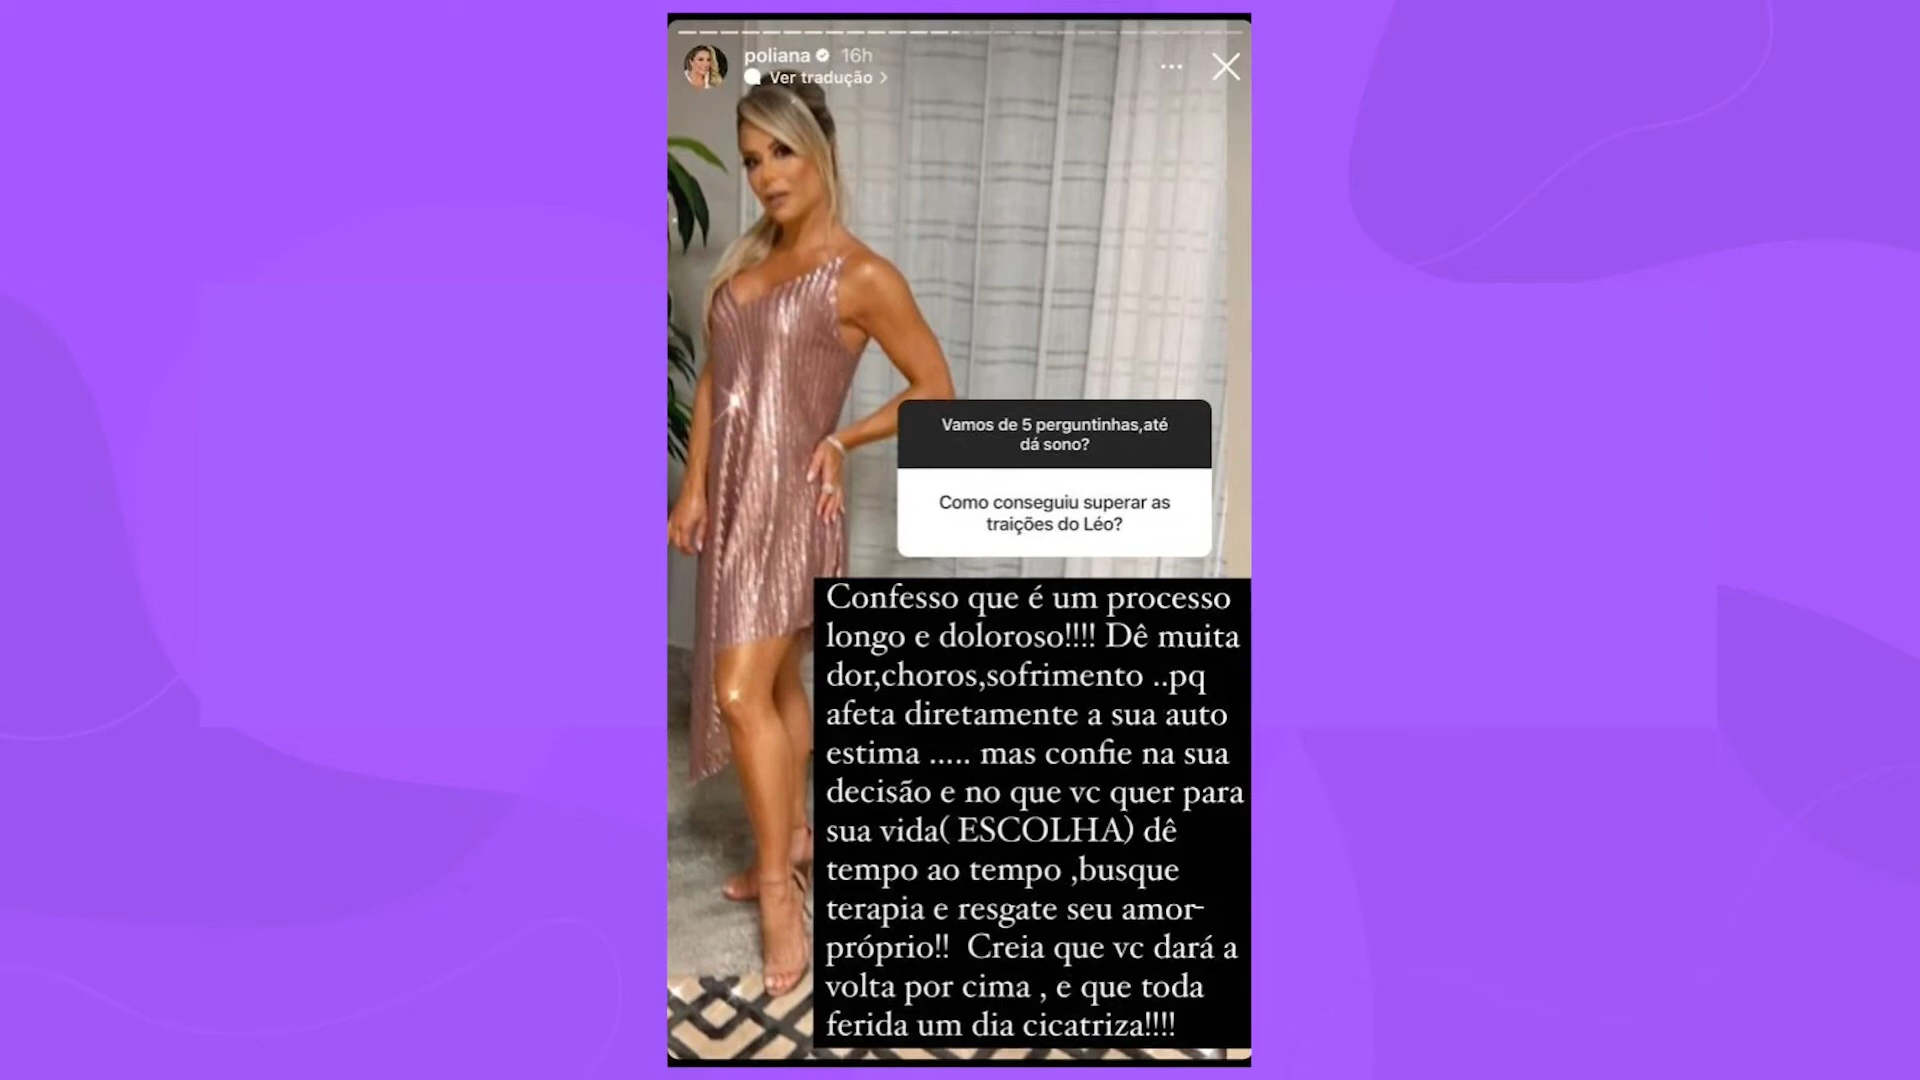 poliana 16h
Ver tradução >
Vamos de 5 perguntinhas,até
dá sono?
Como conseguiu superar as
traições do Léo?
Confesso que é um processo
longo e doloroso!!!! Dê muita
dor,choros,sofrimento ..pq
afeta diretamente a sua auto
estima ..... mas confie na sua
decisão e no que vc quer para
sua vida( ESCOLHA) dê
tempo ao tempo ,busque
terapia e resgate seu amor-
próprio!!  Creia que vc dará a
volta por cima , e que toda
ferida um dia cicatriza!!!!